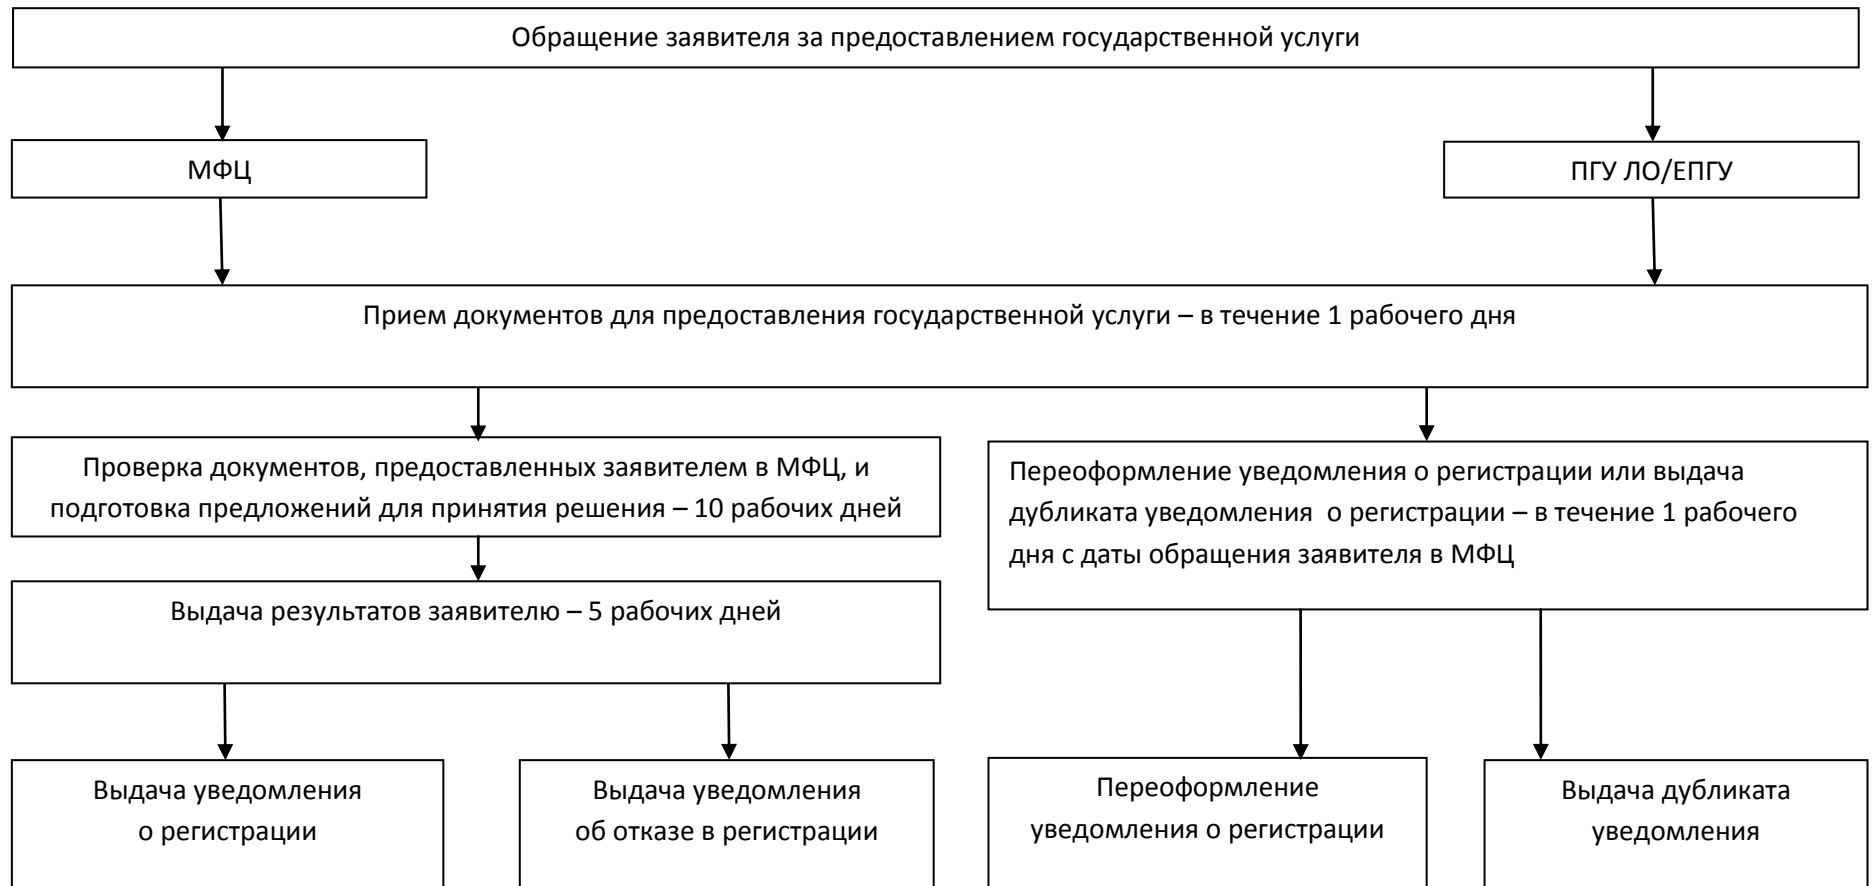 Обращение заявителя за предоставлением государственной услуги
МФЦ
ПГУ ЛО/ЕПГУ
Прием документов для предоставления государственной услуги – в течение 1 рабочего дня
Проверка документов, предоставленных заявителем в МФЦ, и
подготовка предложений для принятия решения – 10 рабочих дней
Переоформление уведомления о регистрации или выдача
дубликата уведомления о регистрации – в течение 1 рабочего
дня с даты обращения заявителя в МФЦ
Выдача результатов заявителю – 5 рабочих дней
Выдача уведомления
о регистрации
Выдача уведомления
об отказе в регистрации
Переоформление
уведомления о регистрации
Выдача дубликата
уведомления